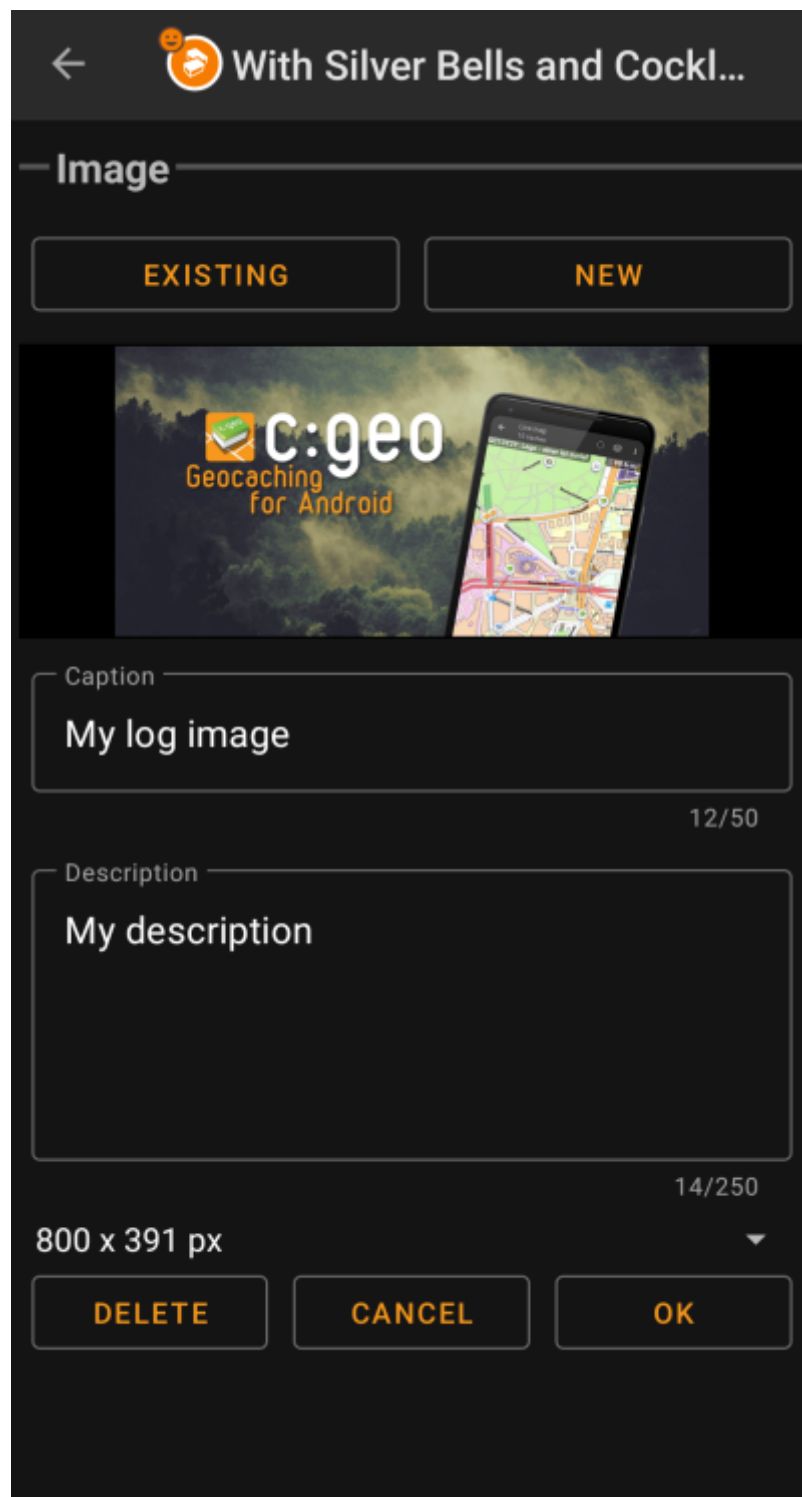 With Silver Bells and Cockl...
Image
EXISTING
NEW
c:geo
Geocaching
for Android
Caption
My log image
12/50
Description
My description
14/250
800 x 391 px
DELETE
CANCEL
OK